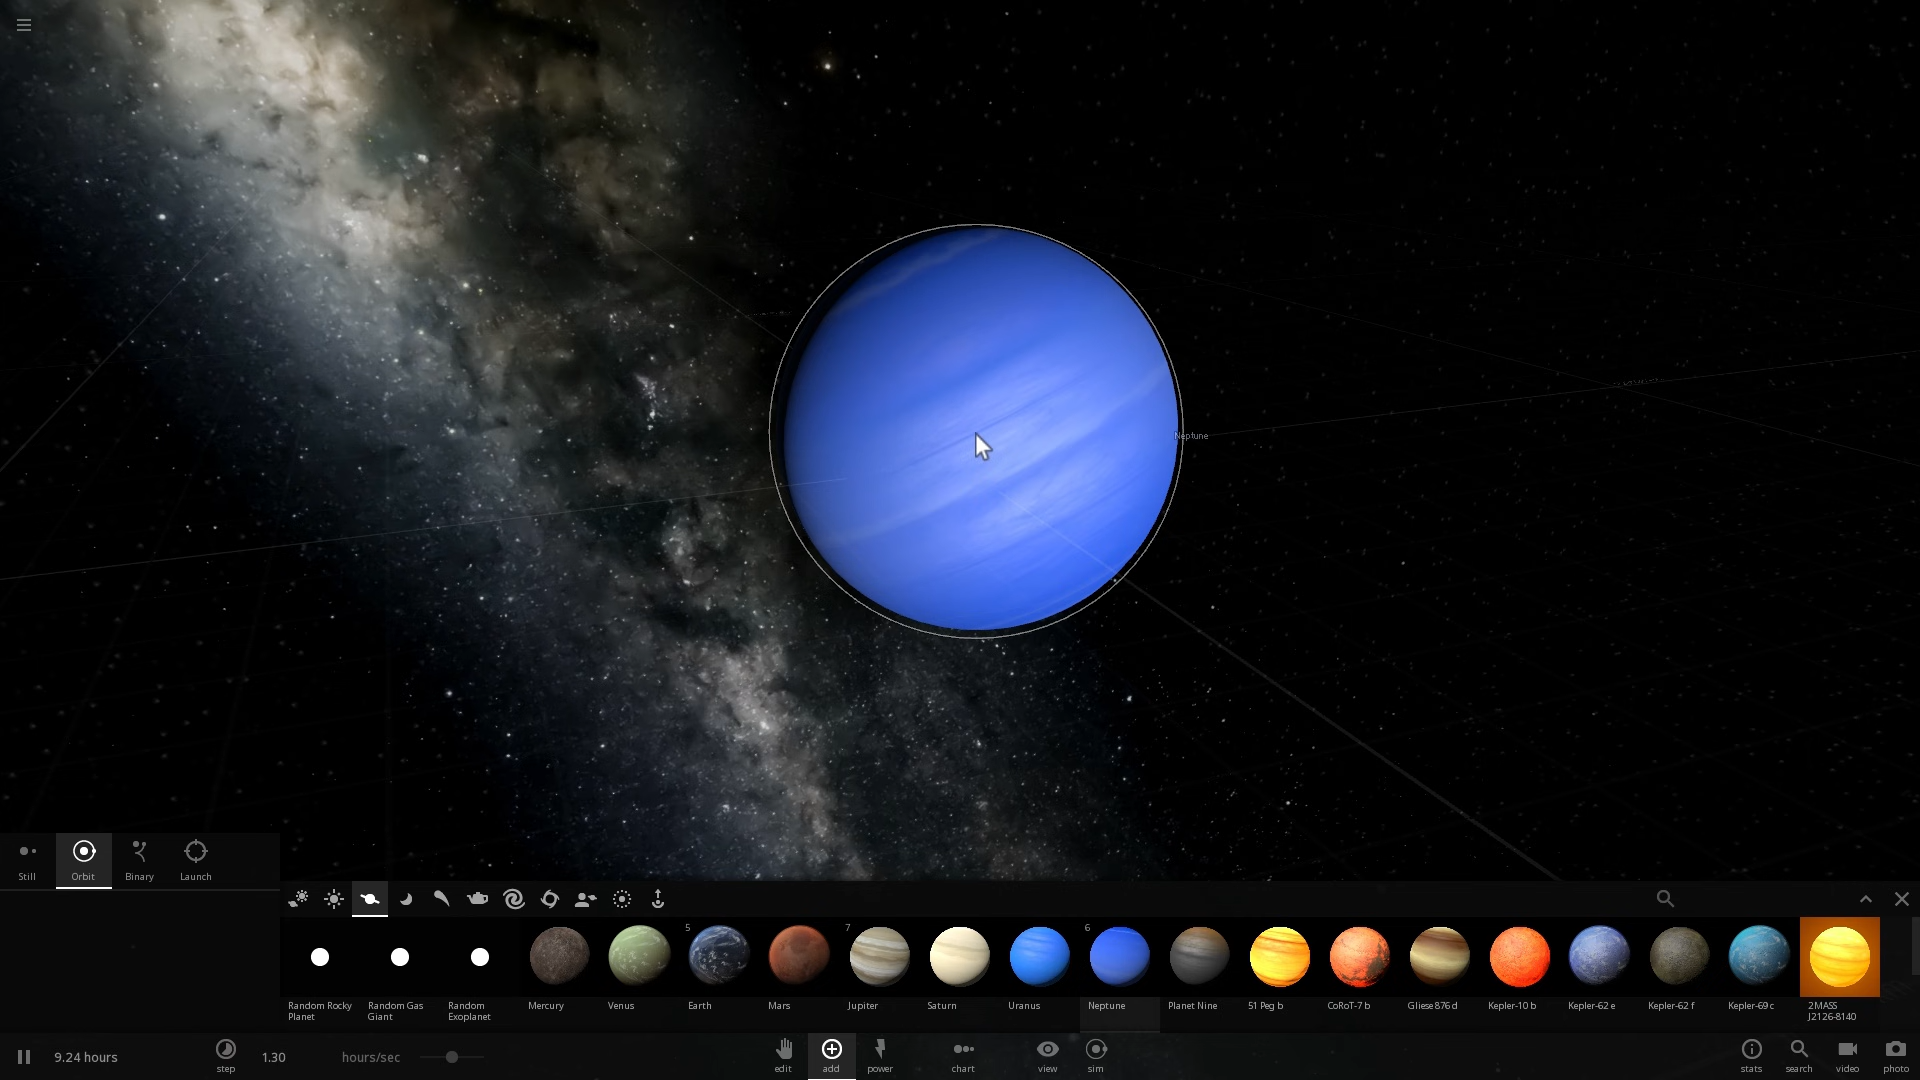 Neptune
Still
Orbit
Binary
Launch
5
7
6
Random Rocky
Planet
Random Gas
Giant
Random
Exoplanet
Mercury
Venus
Earth
Mars
Jupiter
Saturn
Uranus
Neptune
Planet Nine
51 Peg b
CoRoT-7 b
Gliese 876 d
Kepler-10 b
Kepler-62 e
Kepler-62 f
Kepler-69 c
2MASS
J2126-8140
9.24 hours
step
1.30
hours/sec
edit
add
power
chart
view
sim
stats
search
video
photo